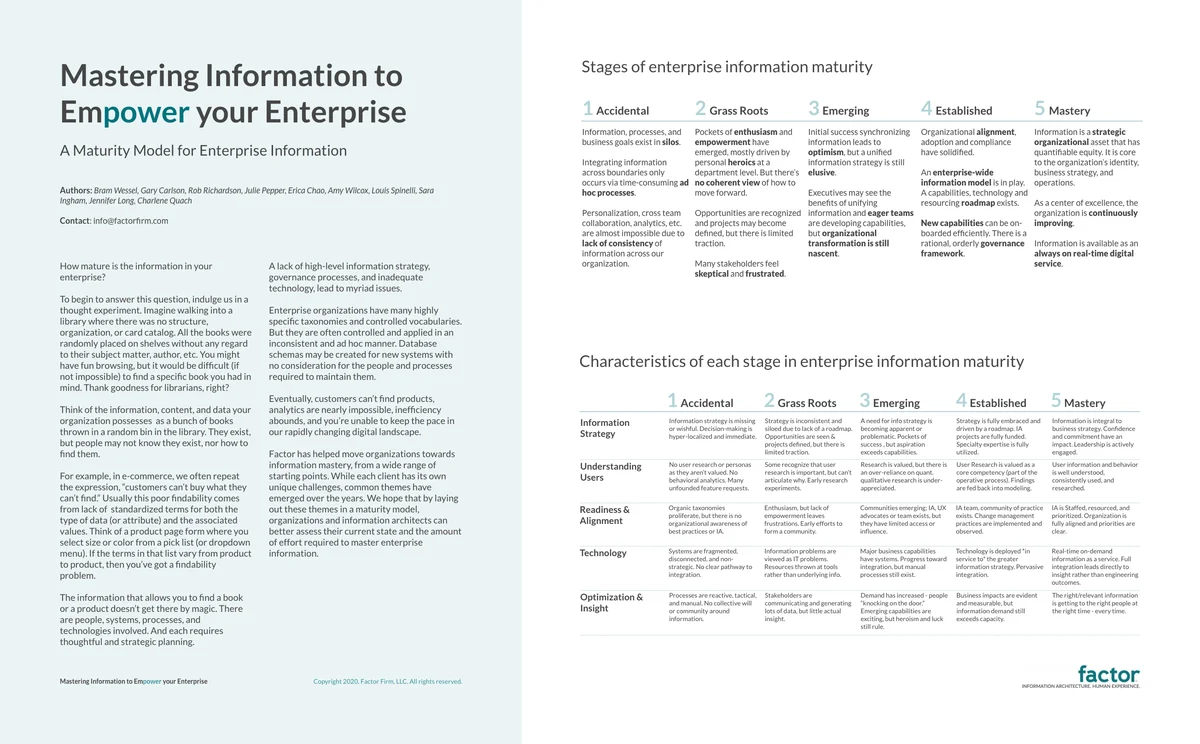 Mastering Information to
Empower your Enterprise
A Maturity Model for Enterprise Information
Authors: Bram Wessel, Gary Carlson, Rob Richardson, Julie Pepper, Erica Chao, Amy Wilcox, Louis Spinelli, Sara
Ingham, Jennifer Long, Charlene Quach
Contact: info@factorfirm.com
How mature is the information in your
enterprise?
To begin to answer this question, indulge us in a
thought experiment. Imagine walking into a
library where there was no structure,
organization, or card catalog. All the books were
randomly placed on shelves without any regard
to their subject matter, author, etc. You might
have fun browsing, but it would be difficult (if
not impossible) to find a specific book you had in
mind. Thank goodness for librarians, right?
Think of the information, content, and data your
organization possesses as a bunch of books
thrown in a random bin in the library. They exist,
but people may not know they exist, nor how to
find them.
For example, in e-commerce, we often repeat
the expression, "customers can't buy what they
can't find." Usually this poor findability comes
from lack of standardized terms for both the
type of data (or attribute) and the associated
values. Think of a product page form where you
select size or color from a pick list (or dropdown
menu). If the terms in that list vary from product
to product, then you've got a findability
problem.
The information that allows you to find a book
or a product doesn't get there by magic. There
are people, systems, processes, and
technologies involved. And each requires
thoughtful and strategic planning.
A lack of high-level information strategy,
governance processes, and inadequate
technology, lead to myriad issues.
Enterprise organizations have many highly
specific taxonomies and controlled vocabularies.
But they are often controlled and applied in an
inconsistent and ad hoc manner. Database
schemas may be created for new systems with
no consideration for the people and processes
required to maintain them.
Eventually, customers can't find products,
analytics are nearly impossible, inefficiency
abounds, and you're unable to keep the pace in
our rapidly changing digital landscape.
Factor has helped move organizations towards
information mastery, from a wide range of
starting points. While each client has its own
unique challenges, common themes have
emerged over the years. We hope that by laying
out these themes in a maturity model,
organizations and information architects can
better assess their current state and the amount
of effort required to master enterprise
information.
Mastering Information to Empower your Enterprise
Copyright 2020, Factor Firm, LLC. All rights reserved.
Stages of enterprise information maturity
1 Accidental
Information, processes, and
business goals exist in silos.
Integrating information
across boundaries only
occurs via time-consuming ad
hoc processes.
Personalization, cross team
collaboration, analytics, etc.
are almost impossible due to
lack of consistency of
information across our
organization.
2 Grass Roots
Pockets of enthusiasm and
empowerment have
emerged, mostly driven by
personal heroics at a
department level. But there's
no coherent view of how to
move forward.
Opportunities are recognized
and projects may become
defined, but there is limited
traction.
Many stakeholders feel
skeptical and frustrated.
3 Emerging
Initial success synchronizing
information leads to
optimism, but a unified
information strategy is still
elusive.
Executives may see the
benefits of unifying
information and eager teams
are developing capabilities,
but organizational
transformation is still
nascent.
4 Established
Organizational alignment,
adoption and compliance
have solidified.
An enterprise-wide
information model is in play.
A capabilities, technology and
resourcing roadmap exists.
New capabilities can be on-
boarded efficiently. There is a
rational, orderly governance
framework.
5 Mastery
Information is a strategic
organizational asset that has
quantifiable equity. It is core
to the organization's identity,
business strategy, and
operations.
As a center of excellence, the
organization is continuously
improving.
Information is available as an
always on real-time digital
service.
Characteristics of each stage in enterprise information maturity
1 Accidental
2 Grass Roots
3 Emerging
4 Established
5 Mastery
Information
Strategy
Information strategy is missing
or wishful. Decision-making is
hyper-localized and immediate.
Strategy is inconsistent and
siloed due to lack of a roadmap.
Opportunities are seen &
projects defined, but there is
limited traction.
A need for info strategy is
becoming apparent or
problematic. Pockets of
success , but aspiration
exceeds capabilities.
Strategy is fully embraced and
driven by a roadmap. IA
projects are fully funded.
Specialty expertise is fully
utilized.
Information is integral to
business strategy. Confidence
and commitment have an
impact. Leadership is actively
engaged.
Understanding
Users
No user research or personas
as they aren't valued. No
behavioral analytics. Many
unfounded feature requests.
Some recognize that user
research is important, but can't
articulate why. Early research
experiments.
Research is valued, but there is
an over-reliance on quant.
qualitative research is under-
appreciated.
User Research is valued as a
core competency (part of the
operative process). Findings
are fed back into modeling.
User information and behavior
is well understood,
consistently used, and
researched.
Readiness &
Alignment
Organic taxonomies
proliferate, but there is no
organizational awareness of
best practices or IA.
Enthusiasm, but lack of
empowerment leaves
frustrations. Early efforts to
form a community.
Communities emerging; IA, UX
advocates or team exists, but
they have limited access or
influence.
IA team, community of practice
exists. Change management
practices are implemented and
observed.
IA is Staffed, resourced, and
prioritized. Organization is
fully aligned and priorities are
clear.
Technology
Systems are fragmented,
disconnected, and non-
strategic. No clear pathway to
integration.
Information problems are
viewed as IT problems.
Resources thrown at tools
rather than underlying info.
Major business capabilities
have systems. Progress toward
integration, but manual
processes still exist.
Technology is deployed "in
service to" the greater
information strategy. Pervasive
integration.
Real-time on-demand
information as a service. Full
integration leads directly to
insight rather than engineering
outcomes.
Optimization &
Insight
Processes are reactive, tactical,
and manual. No collective will
or community around
information.
Stakeholders are
communicating and generating
lots of data, but little actual
insight.
Demand has increased - people
"knocking on the door."
Emerging capabilities are
exciting, but heroism and luck
still rule.
Business impacts are evident
and measurable, but
information demand still
exceeds capacity.
The right/relevant information
is getting to the right people at
the right time - every time.
factor
INFORMATION ARCHITECTURE. HUMAN EXPERIENCE.